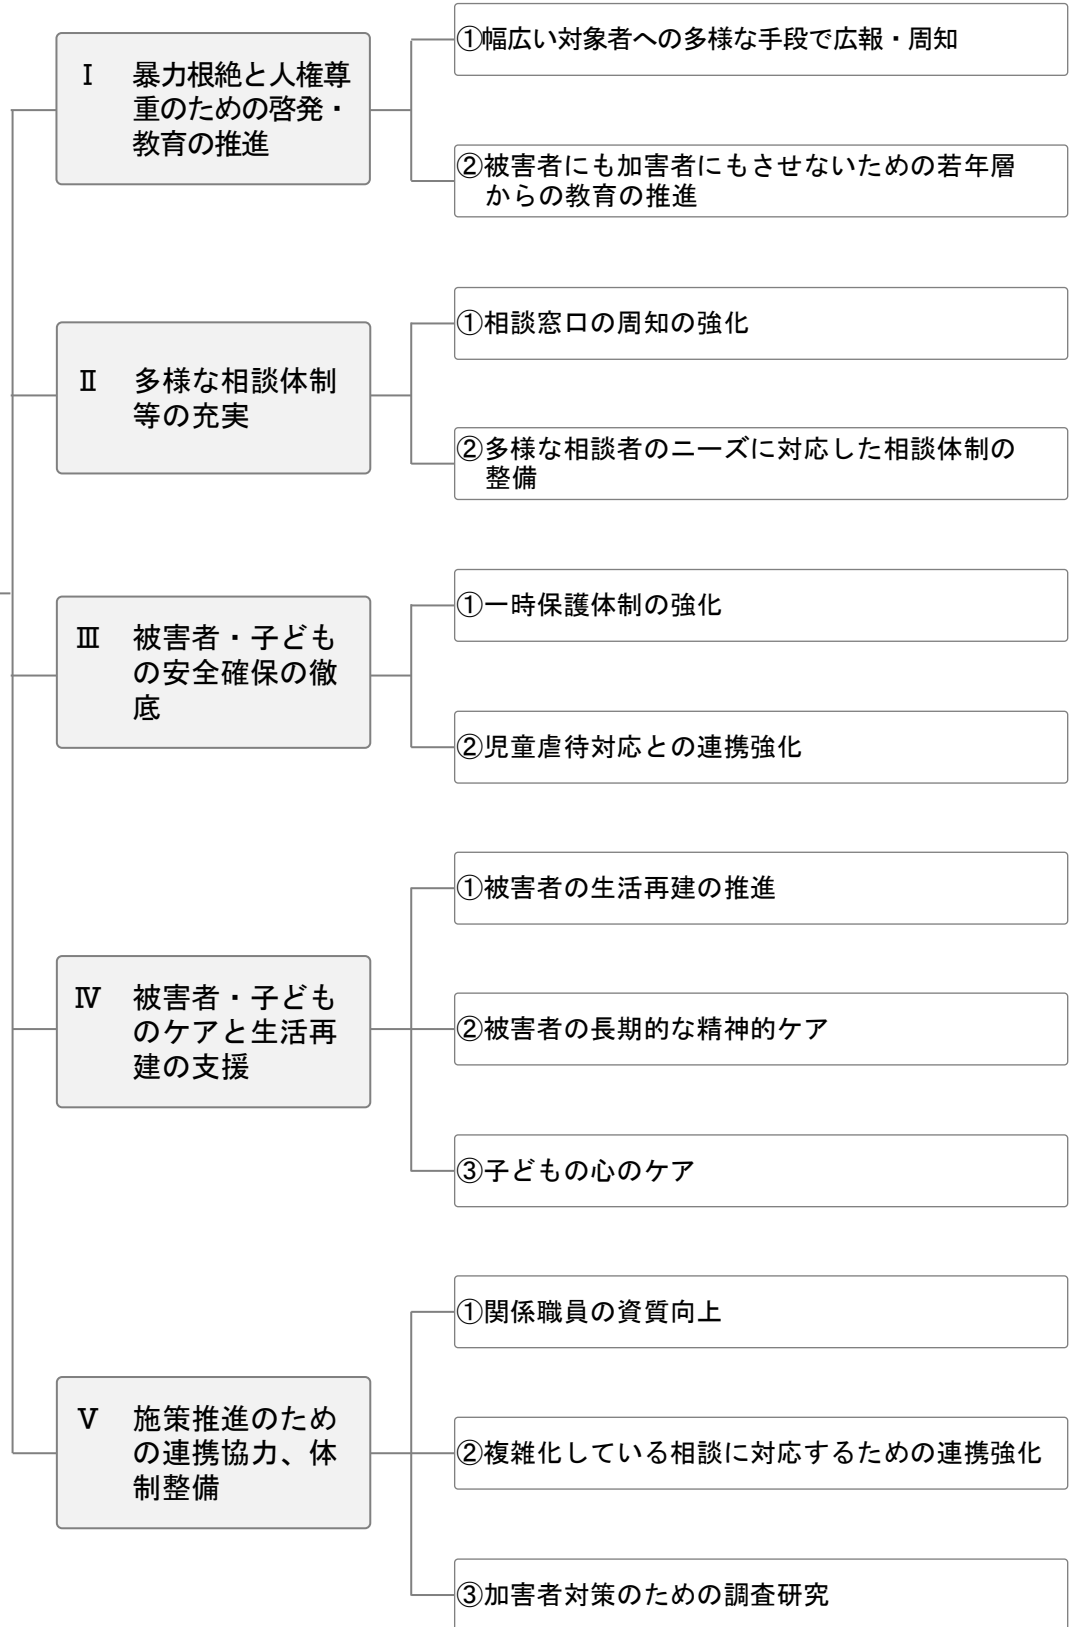 Ⅰ 暴力根絶と人権尊
重のための啓発・
教育の推進
①幅広い対象者への多様な手段で広報・周知
②被害者にも加害者にもさせないための若年層
からの教育の推進
Ⅱ 多様な相談体制
等の充実
①相談窓口の周知の強化
②多様な相談者のニーズに対応した相談体制の
整備
Ⅲ 被害者・子ども
の安全確保の徹
底
①一時保護体制の強化
②児童虐待対応との連携強化
Ⅳ 被害者・子ども
のケアと生活再
建の支援
①被害者の生活再建の推進
②被害者の長期的な精神的ケア
③子どもの心のケア
Ⅴ 施策推進のため
の連携協力、体
制整備
①関係職員の資質向上
②複雑化している相談に対応するための連携強化
③加害者対策のための調査研究